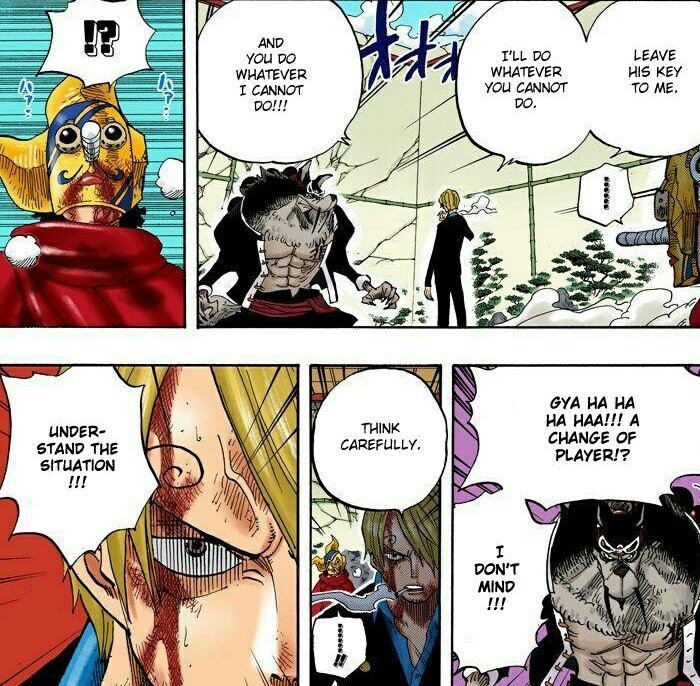 LEAVE
HIS KEY
TO ME.
I'LL DO
WHATEVER
YOU CANNOT
DO.
AND
YOU DO
WHATEVER
I CANNOT
DO!!!
!?
GYA HA HA
HA HAA!!! A
CHANGE OF
PLAYER!?
I
DON'T
MIND
!!!
THINK
CAREFULLY.
!?
UNDER-
STAND THE
SITUATION
!!!